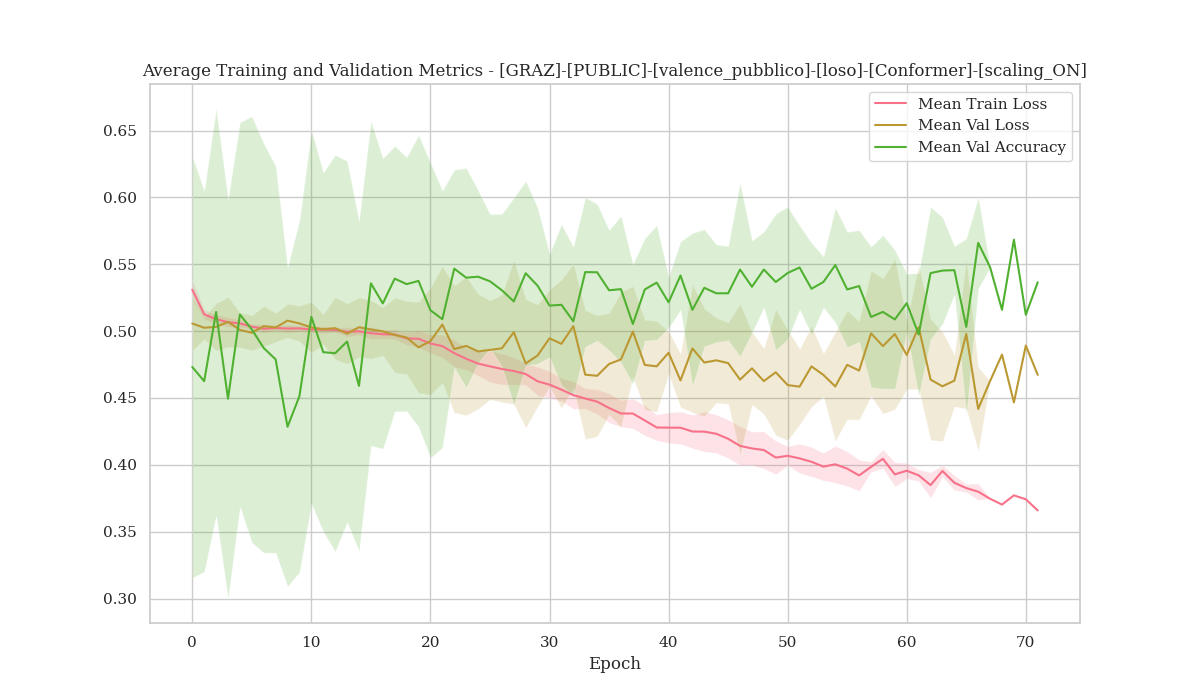 Average Training and Validation Metrics - [GRAZ]-[PUBLIC]-[valence_pubblico]-[loso]-[Conformer]-[scaling_ON]
Mean Train Loss
Mean Val Loss
Mean Val Accuracy
0.65
0.60
0.55
0.50
0.45
0.40
0.35
0.30
0 10 20 30 40 50 60 70
Epoch